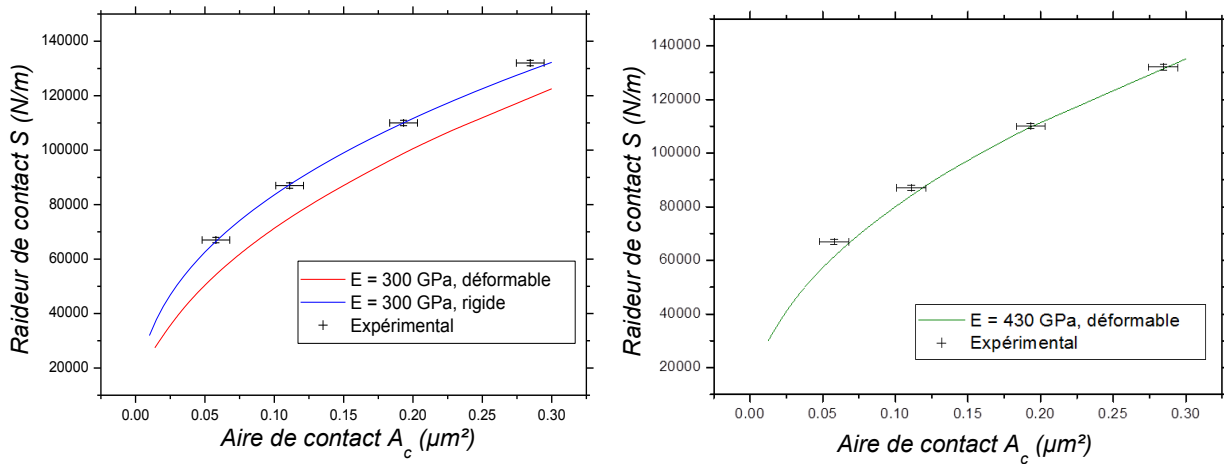 Raideur de contact S (N/m)
140000
120000
100000
80000
60000
40000
20000
E = 300 GPa, déformable
E = 300 GPa, rigide
Expérimental
0.00 0.05 0.10 0.15 0.20 0.25 0.30
Aire de contact Ac (µm²)
Raideur de contact S (N/m)
140000
120000
100000
80000
60000
40000
20000
E = 430 GPa, déformable
Expérimental
0.00 0.05 0.10 0.15 0.20 0.25 0.30
Aire de contact Ac (µm²)